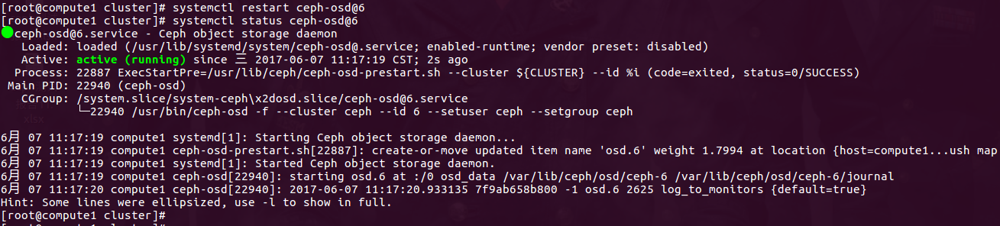 [root@compute1 cluster]# systemctl restart ceph-osd@6
[root@compute1 cluster]# systemctl status ceph-osd@6
●ceph-osd@6.service - Ceph object storage daemon
Loaded: loaded (/usr/lib/systemd/system/ceph-osd@.service; enabled-runtime; vendor preset: disabled)
Active: active (running) since 三 2017-06-07 11:17:19 CST; 2s ago
Process: 22887 ExecStartPre=/usr/lib/ceph/ceph-osd-prestart.sh --cluster ${CLUSTER} --id %i (code=exited, status=0/SUCCESS)
Main PID: 22940 (ceph-osd)
CGroup: /system.slice/system-ceph\x2dosd.slice/ceph-osd@6.service
└─22940 /usr/bin/ceph-osd -f --cluster ceph --id 6 --setuser ceph --setgroup ceph
6月 07 11:17:19 compute1 systemd[1]: Starting Ceph object storage daemon...
6月 07 11:17:19 compute1 ceph-osd-prestart.sh[22887]: create-or-move updated item name 'osd.6' weight 1.7994 at location {host=compute1...ush map
6月 07 11:17:19 compute1 systemd[1]: Started Ceph object storage daemon.
6月 07 11:17:19 compute1 ceph-osd[22940]: starting osd.6 at :/0 osd_data /var/lib/ceph/osd/ceph-6 /var/lib/ceph/osd/ceph-6/journal
6月 07 11:17:20 compute1 ceph-osd[22940]: 2017-06-07 11:17:20.933135 7f9ab658b800 -1 osd.6 2625 log_to_monitors {default=true}
Hint: Some lines were ellipsized, use -l to show in full.
[root@compute1 cluster]#